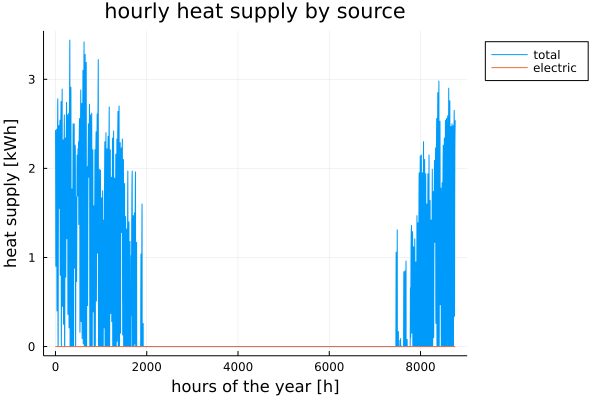 hourly heat supply by source
heat supply [kWh]
3
2
1
0
0 2000 4000 6000 8000
hours of the year [h]
total
electric